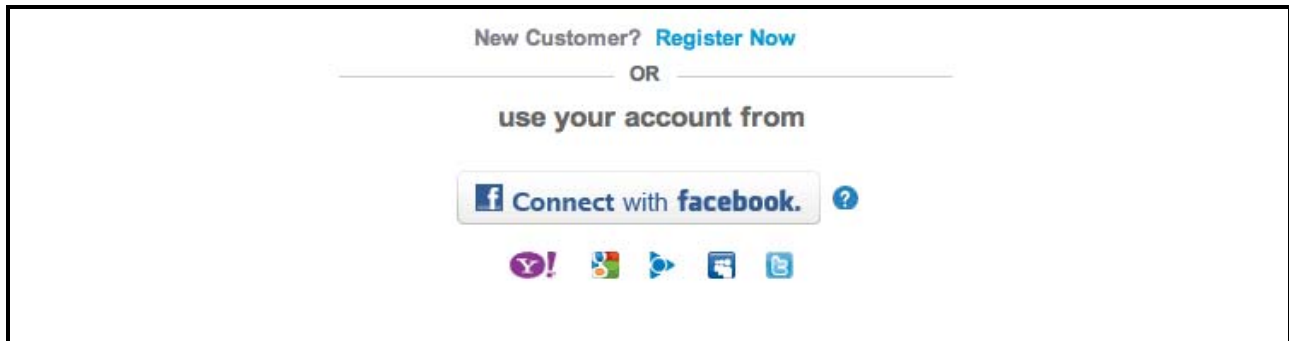 New Customer? Register Now
OR
use your account from
f Connect with facebook. ?
Y! g t